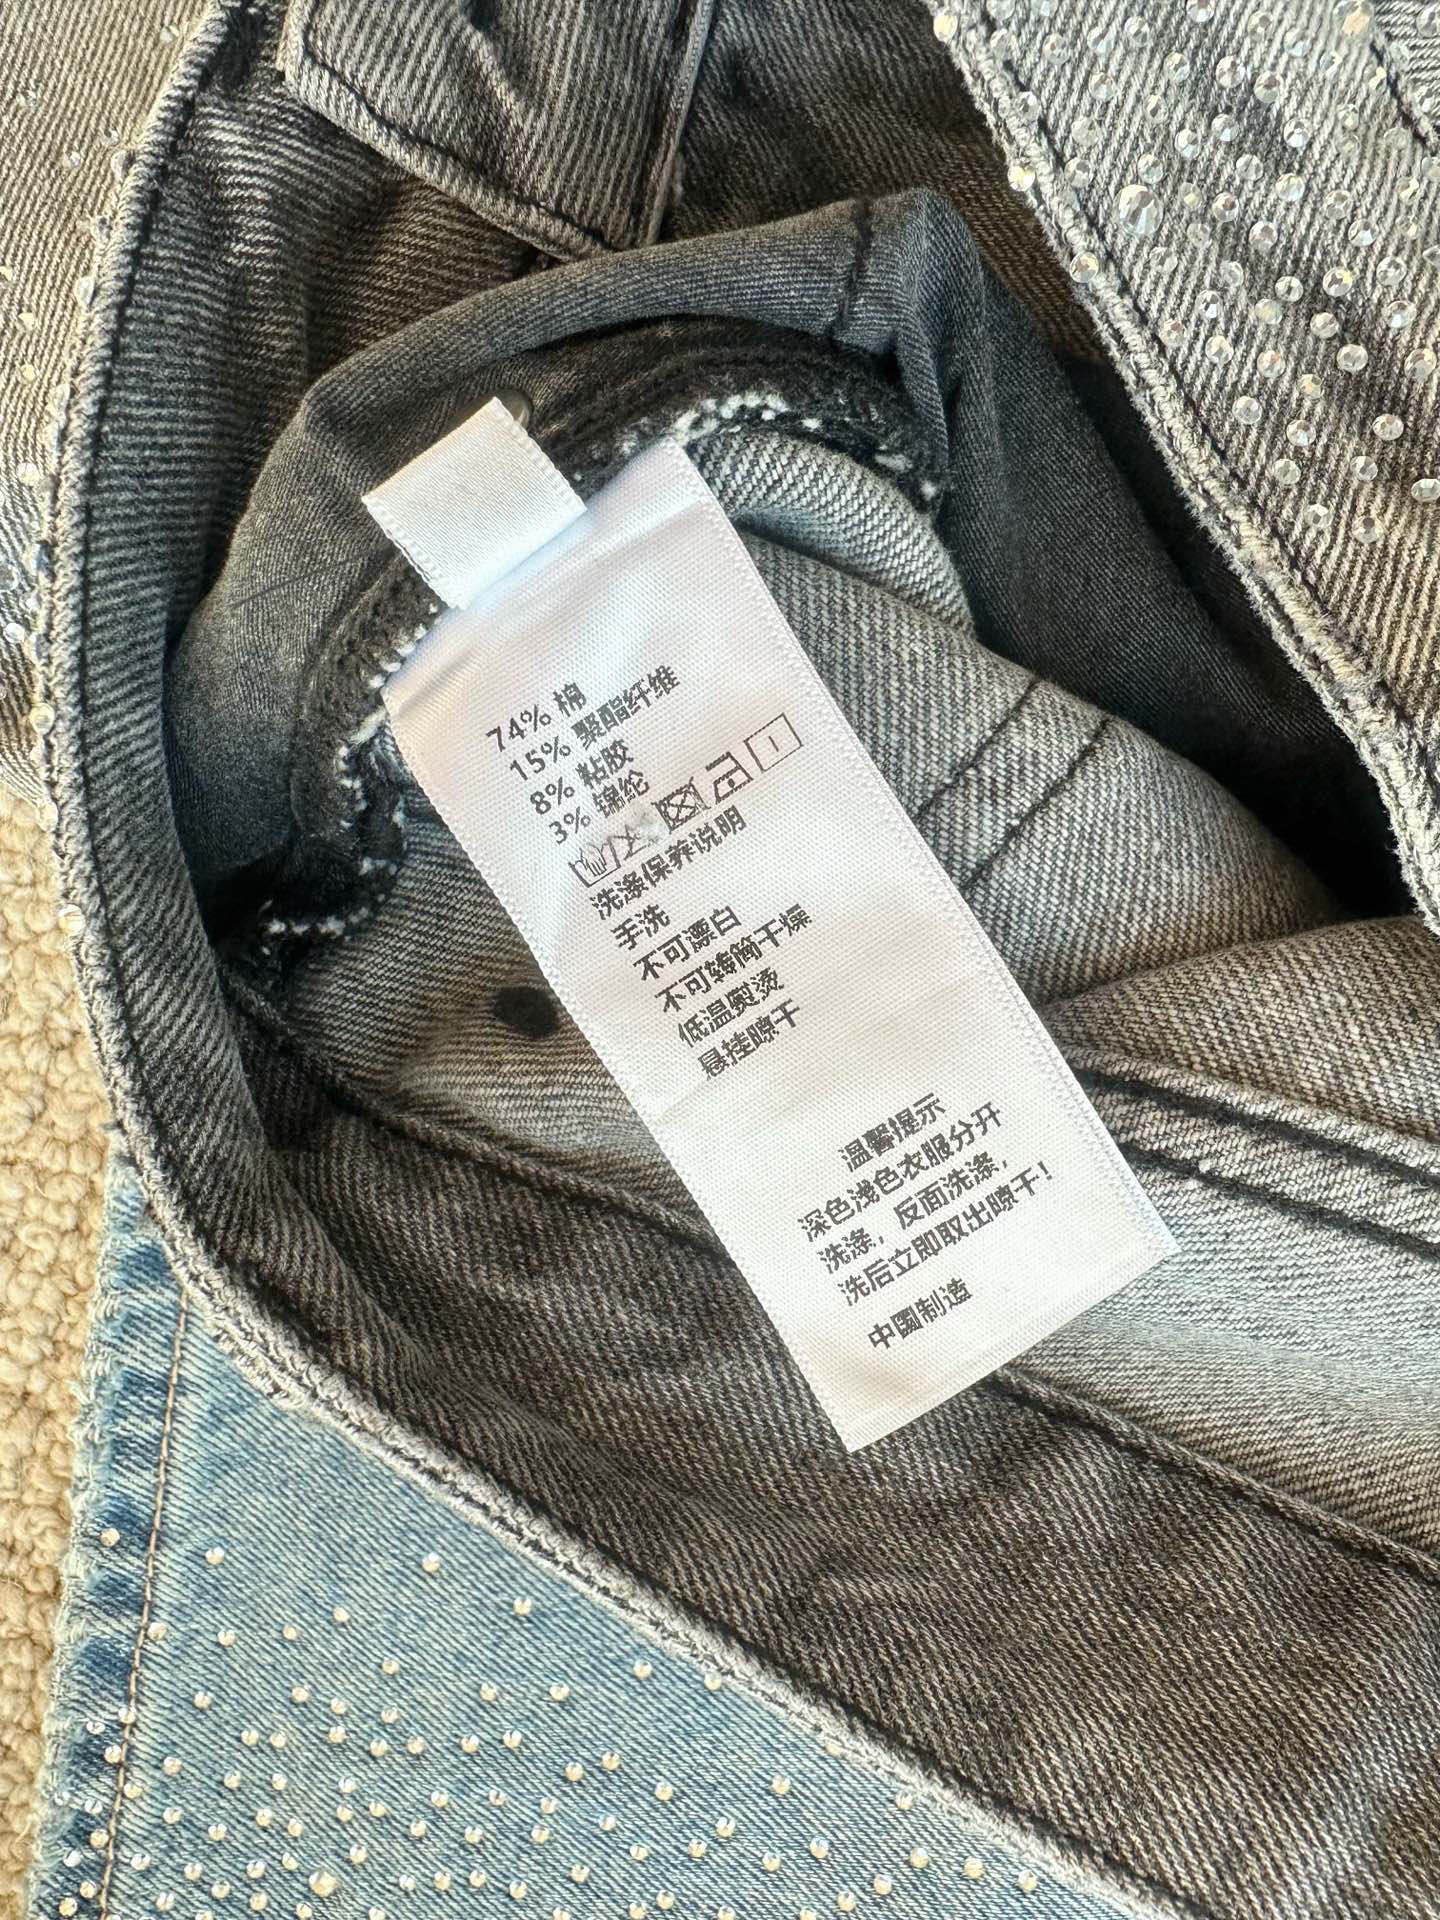 74% 棉
15% 聚酯纤维
8% 粘胶
3% 锦纶
洗涤保养说明
手洗
不可漂白
不可转筒干燥
低温熨烫
悬挂晾干
温馨提示
深色浅色衣服分开
洗涤，反面洗涤，
洗后立即取出晾干！
中國制造